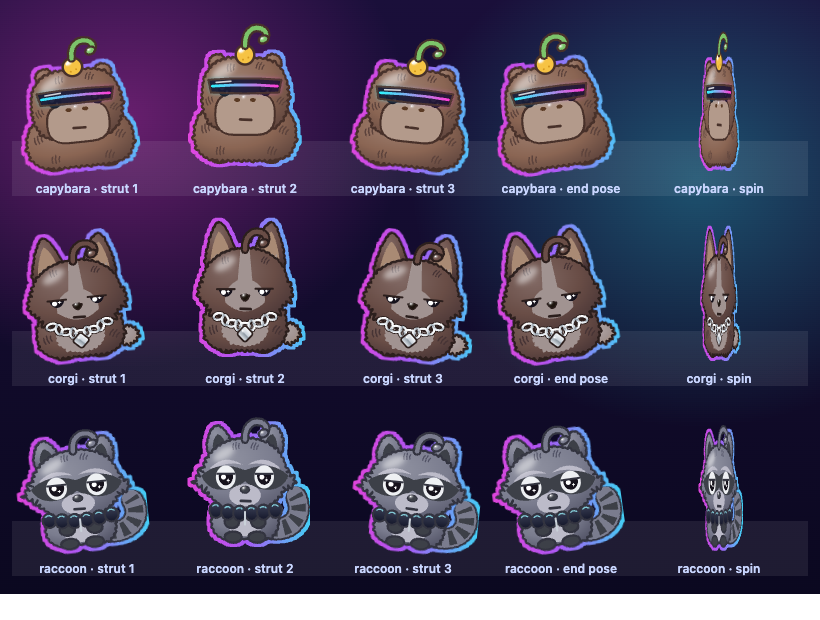 capybara · strut 1
capybara · strut 2
capybara · strut 3
capybara · end pose
capybara · spin
corgi · strut 1
corgi · strut 2
corgi · strut 3
corgi · end pose
corgi · spin
raccoon · strut 1
raccoon · strut 2
raccoon · strut 3
raccoon · end pose
raccoon · spin